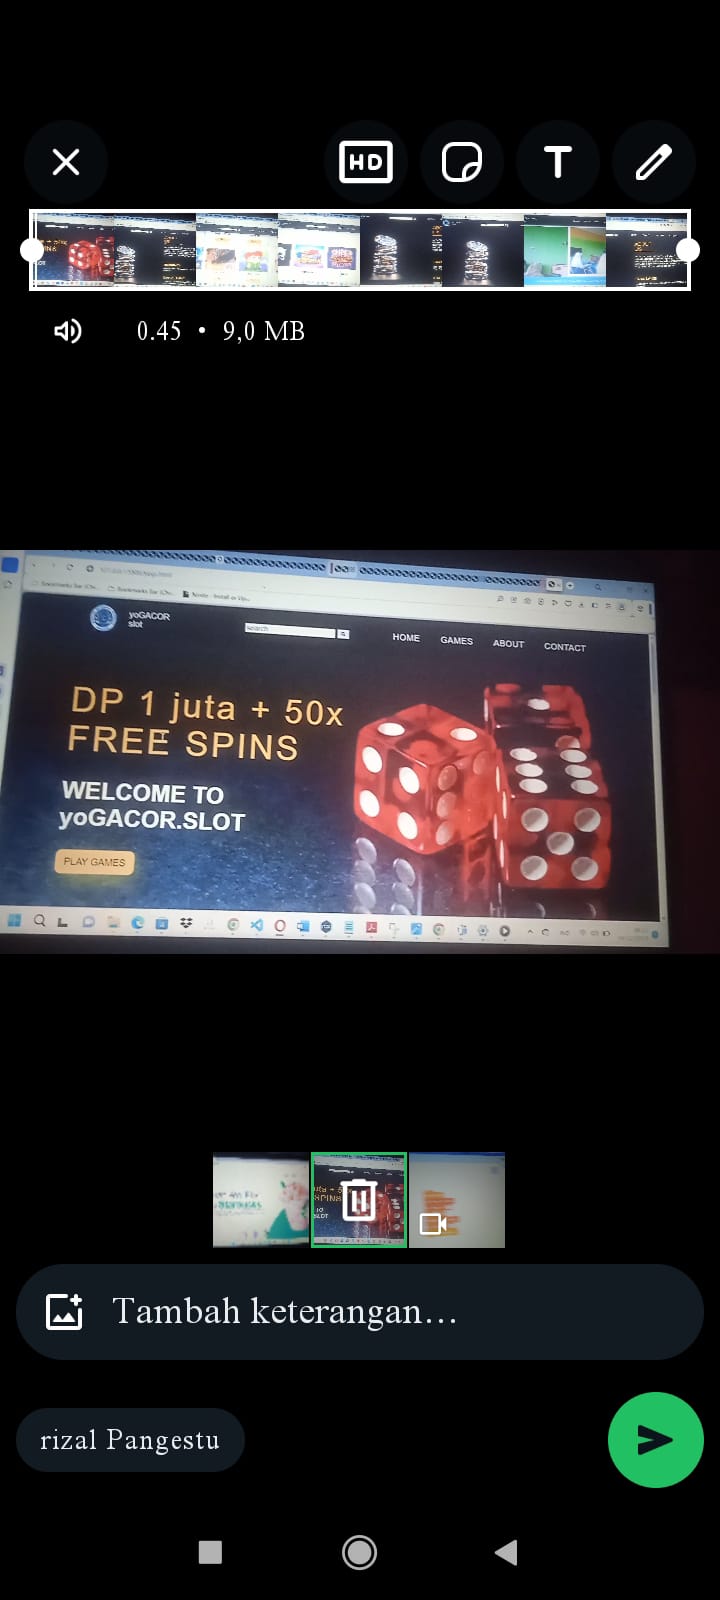 HD
T
0.45 • 9,0 MB
yoGACOR
slot
Search
HOME
GAMES
ABOUT
CONTACT
DP 1 juta + 50x
FREE SPINS
WELCOME TO
yoGACOR.SLOT
PLAY GAMES
Tambah keterangan...
rizal Pangestu